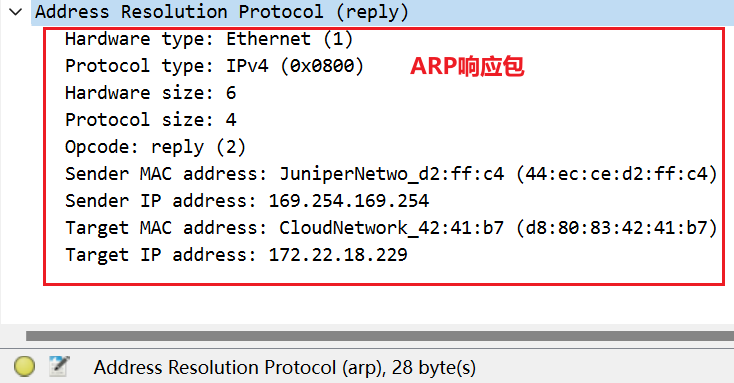 Address Resolution Protocol (reply)
Hardware type: Ethernet (1)
Protocol type: IPv4 (0x0800)
ARP响应包
Hardware size: 6
Protocol size: 4
Opcode: reply (2)
Sender MAC address: JuniperNetwo_d2:ff:c4 (44:ec:ce:d2:ff:c4)
Sender IP address: 169.254.169.254
Target MAC address: CloudNetwork_42:41:b7 (d8:80:83:42:41:b7)
Target IP address: 172.22.18.229
Address Resolution Protocol (arp), 28 byte(s)